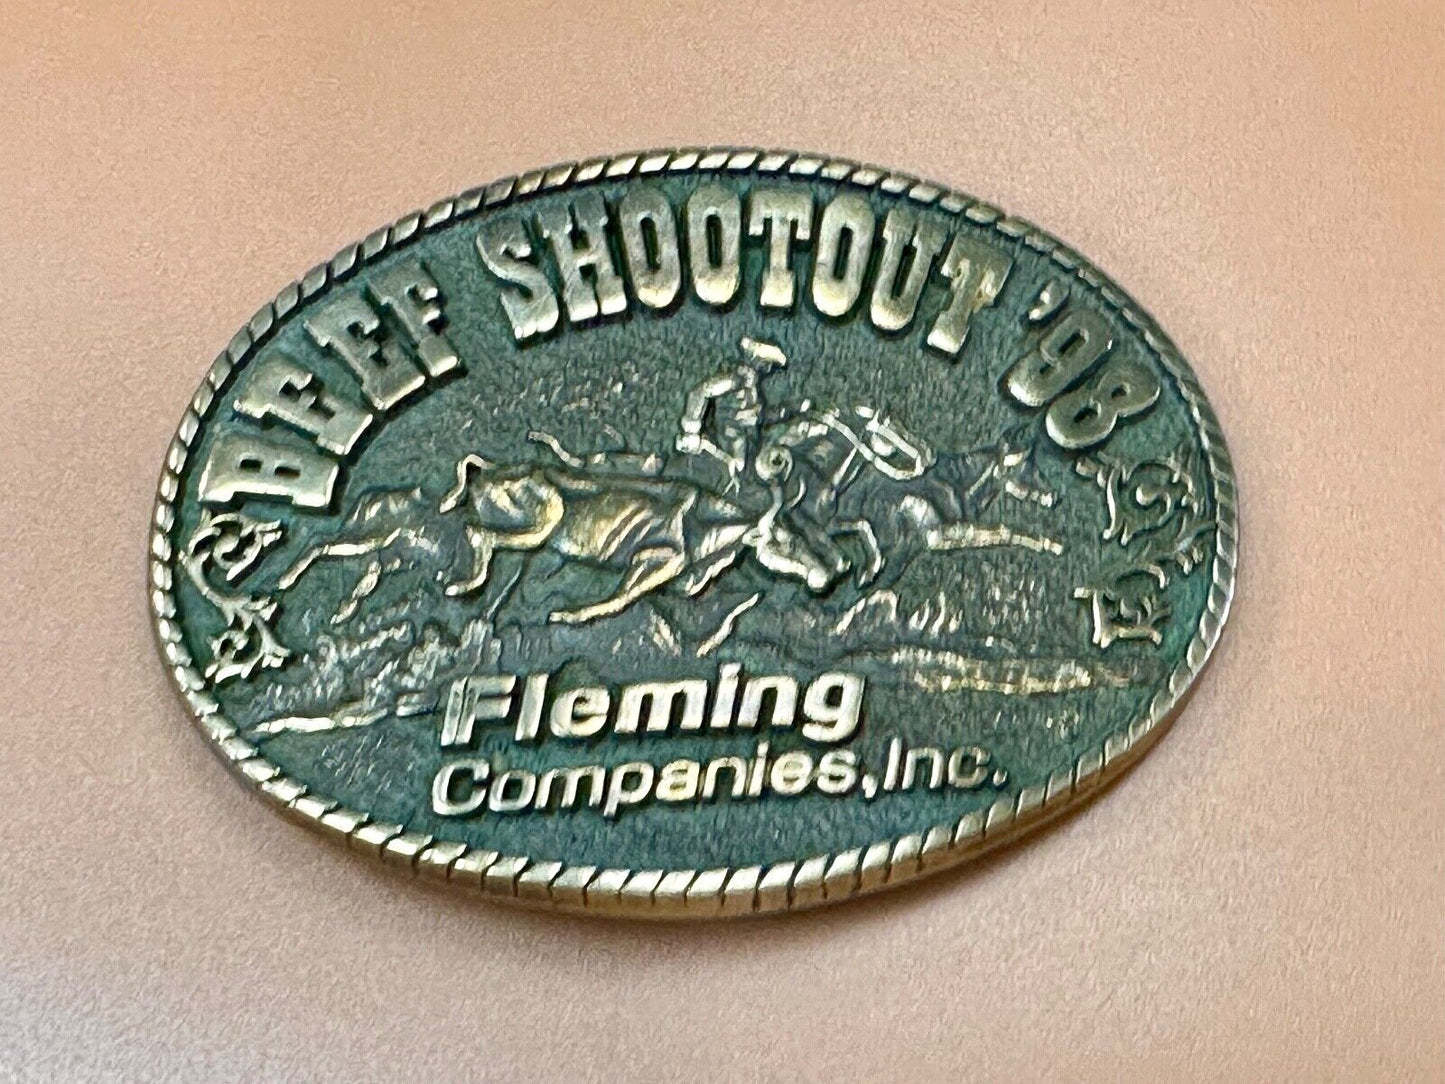 BEEF SHOOTOUT '98
Fleming
Companies, Inc.